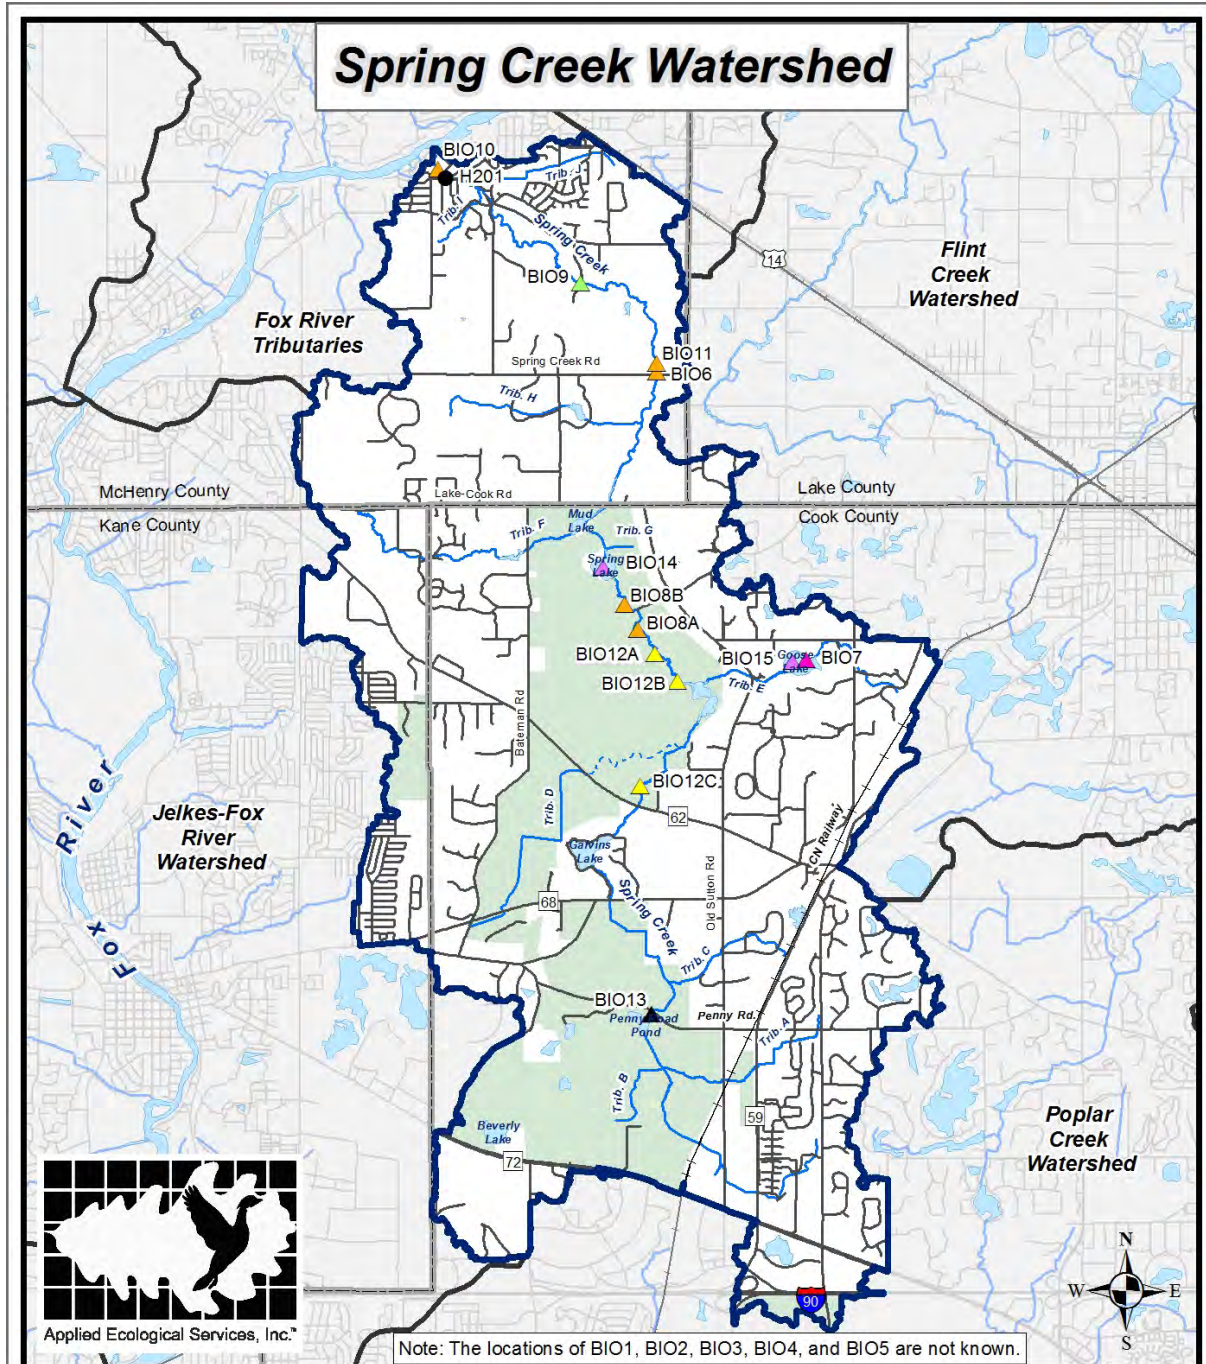 Spring Creek Watershed
BIO10
H201
Trib. J
Trib. I
Spring Creek
14
Flint
Creek
Watershed
BIO9
Fox River
Tributaries
BIO11
Spring Creek Rd
BIO6
Trib. H
McHenry County
Lake-Cook Rd
Lake County
Kane County
Cook County
Mud
Lake
Trib. F
Trib. G
Spring
Lake
BIO14
BIO8B
BIO8A
BIO12A
BIO15
Goose
Lake
BIO7
BIO12B
Trib. E
Bateman Rd
BIO12C
Trib. D
62
Fox River
Jelkes-Fox
River
Watershed
CN Railway
Galvins
Lake
Old Sutton Rd
68
Spring Creek
Trib. C
BIO13
Penny Road
Pond
Penny Rd.
Trib. A
Trib. B
59
Beverly
Lake
72
Poplar
Creek
Watershed
N
W
E
S
90
Applied Ecological Services, Inc.™
Note: The locations of BIO1, BIO2, BIO3, BIO4, and BIO5 are not known.